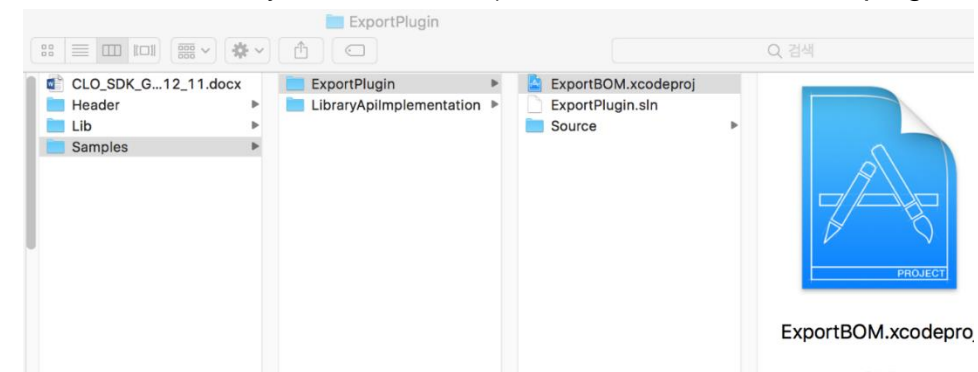 ExportPlugin
검색
CLO_SDK_G...12_11.docx
Header
Lib
Samples
ExportPlugin
LibraryApiImplementation
ExportBOM.xcodeproj
ExportPlugin.sln
Source
PROJECT
ExportBOM.xcodeproj